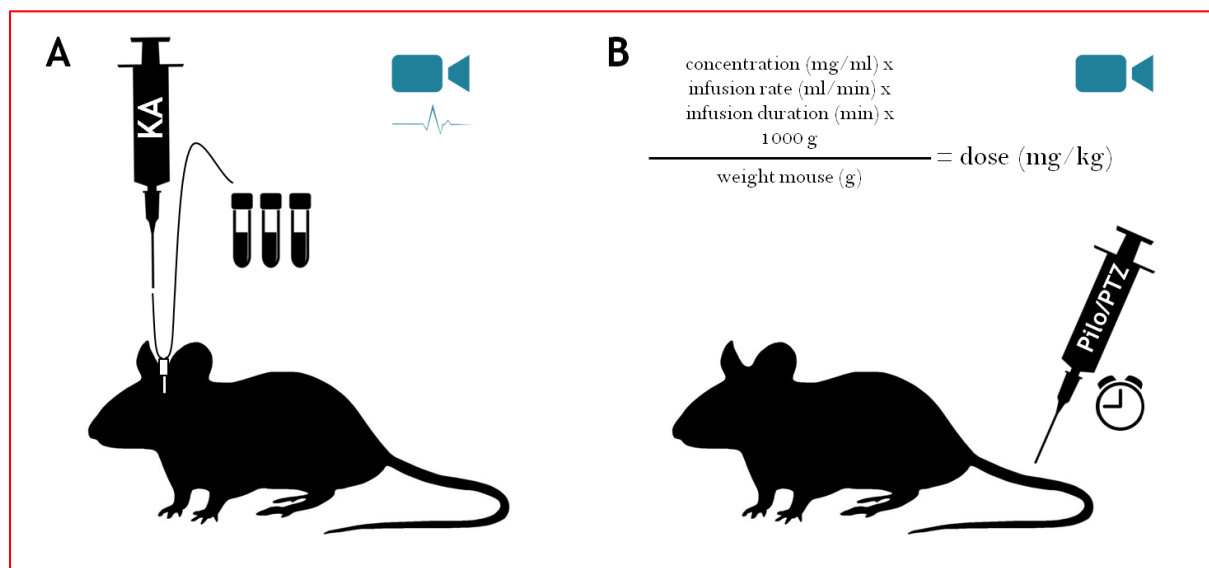 A
KA
B
concentration (mg/ml) x
infusion rate (ml/min) x
infusion duration (min) x
1000 g
weight mouse (g)
= dose (mg/kg)
Pilo/PTZ